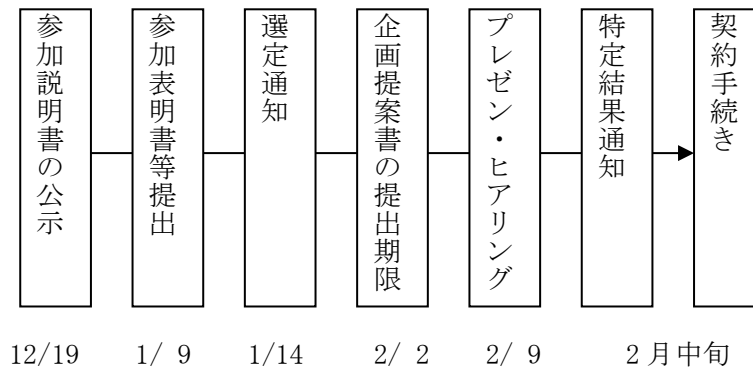 参加説明書の公示
参加表明書等提出
選定通知
企画提案書の提出期限
プレゼン・ヒアリング
特定結果通知
契約手続き
12/19 1/ 9 1/14 2/ 2 2/ 9 2月中旬